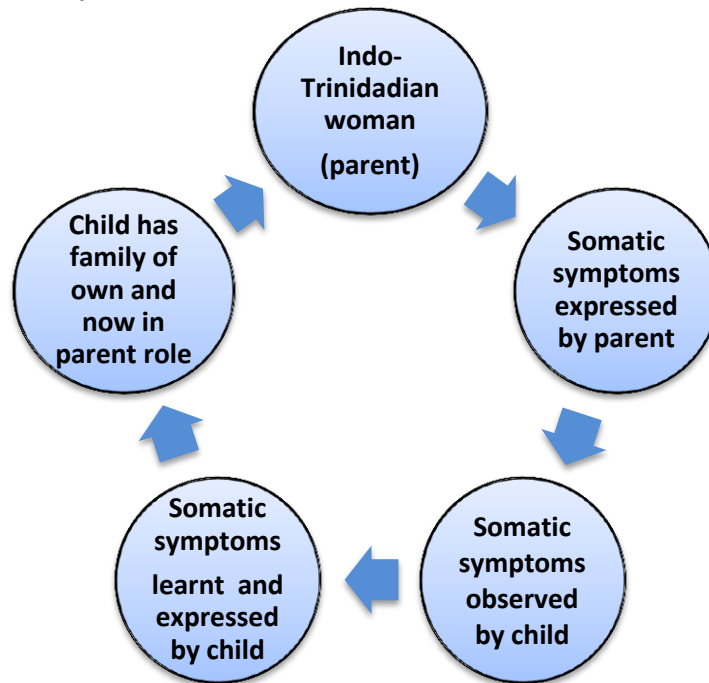 Indo-
Trinidadian
woman
(parent)
Somatic
symptoms
expressed
by parent
Somatic
symptoms
observed
by child
Somatic
symptoms
learnt and
expressed
by child
Child has
family of
own and
now in
parent role